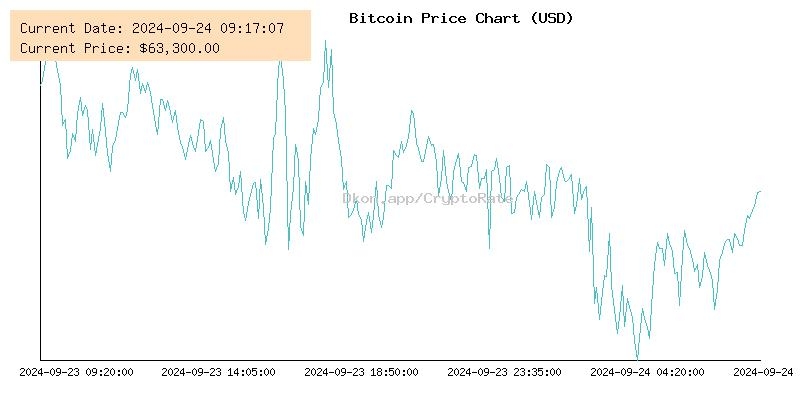 Bitcoin Price Chart (USD)
Current Date: 2024-09-24 09:17:07
Current Price: $63,300.00
Dkon.app/CryptoRate
2024-09-23 09:20:00 2024-09-23 14:05:00 2024-09-23 18:50:00 2024-09-23 23:35:00 2024-09-24 04:20:00 2024-09-24